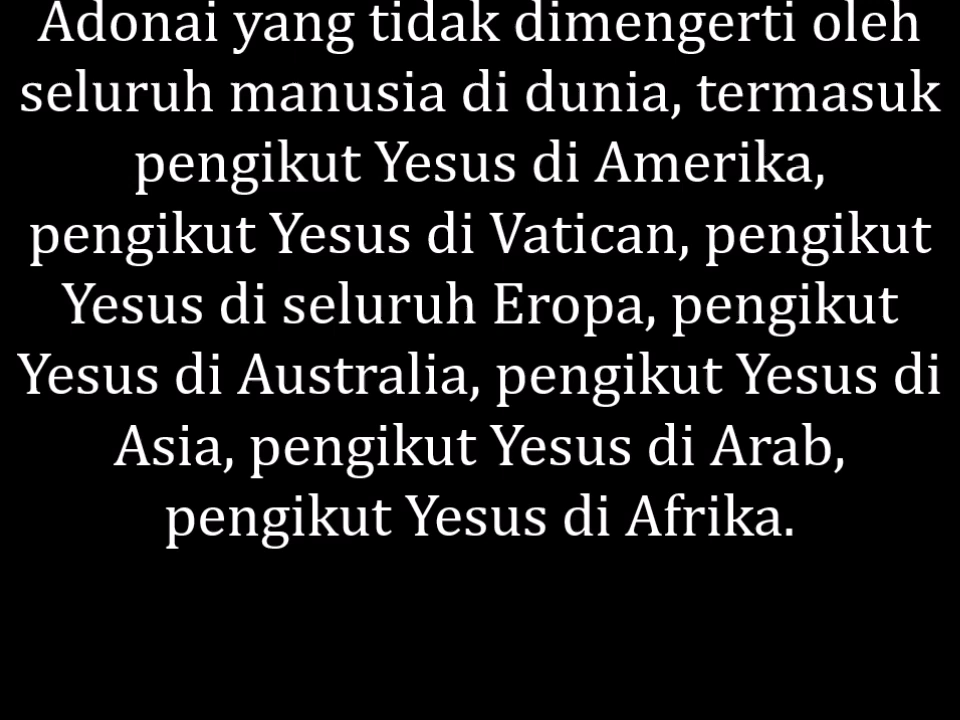 Adonai yang tidak dimengerti oleh
seluruh manusia di dunia, termasuk
pengikut Yesus di Amerika,
pengikut Yesus di Vatican, pengikut
Yesus di seluruh Eropa, pengikut
Yesus di Australia, pengikut Yesus di
Asia, pengikut Yesus di Arab,
pengikut Yesus di Afrika.